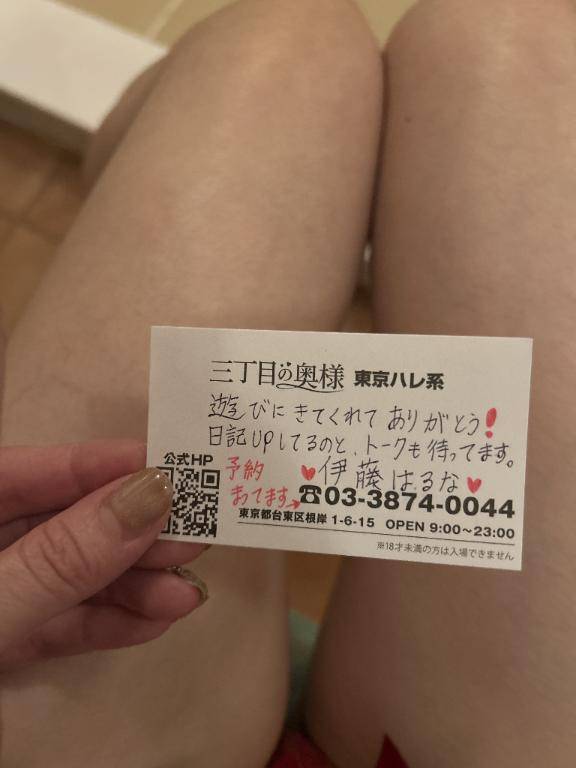 三丁目の奥様 東京ハレ系
遊びにきてくれてありがとう!
日記UPしてるのと、トークも待ってます。
公式HP
予約
まってます→
♥伊藤はるな♥
☎03-3874-0044
東京都台東区根岸 1-6-15 OPEN 9:00〜23:00
※18才未満の方は入場できません